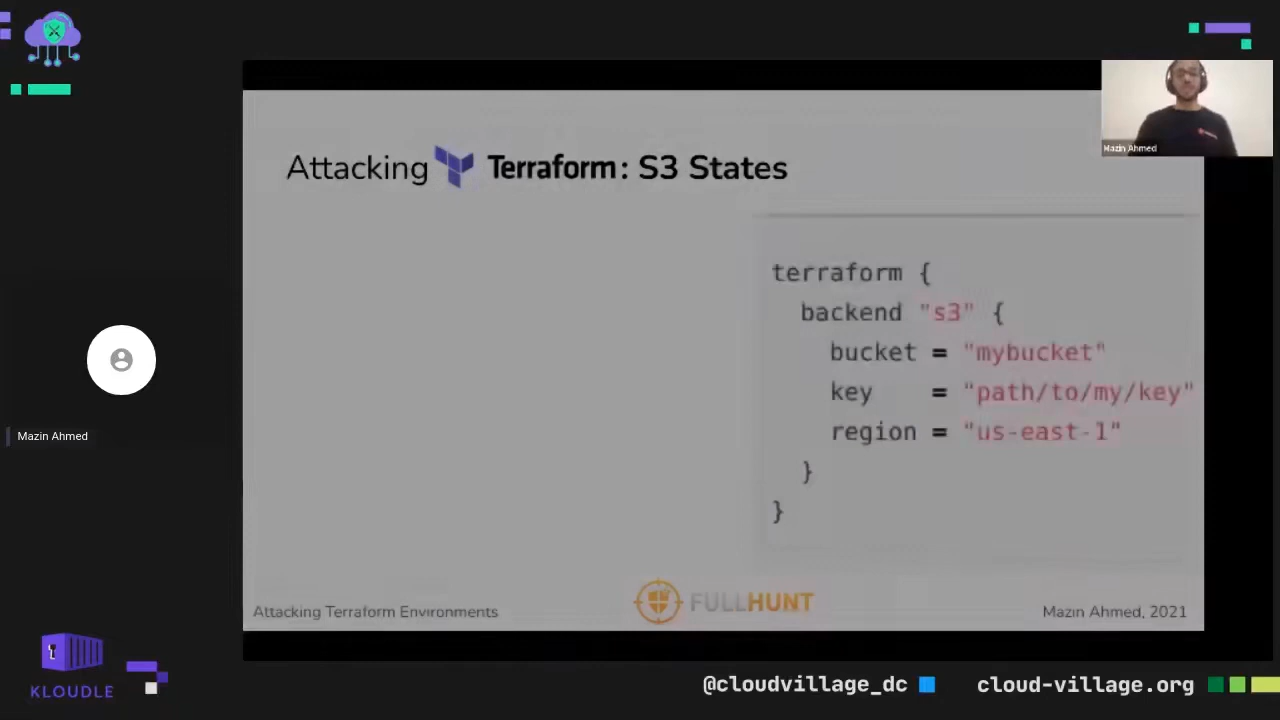 Mazin Ahmed
Attacking Terraform: S3 States
terraform {
backend "s3" {
bucket = "mybucket"
key = "path/to/my/key"
region = "us-east-1"
}
}
Mazin Ahmed
Attacking Terraform Environments
FULLHUNT
Mazin Ahmed, 2021
KLOUDLE
@cloudvillage_dc
cloud-village.org